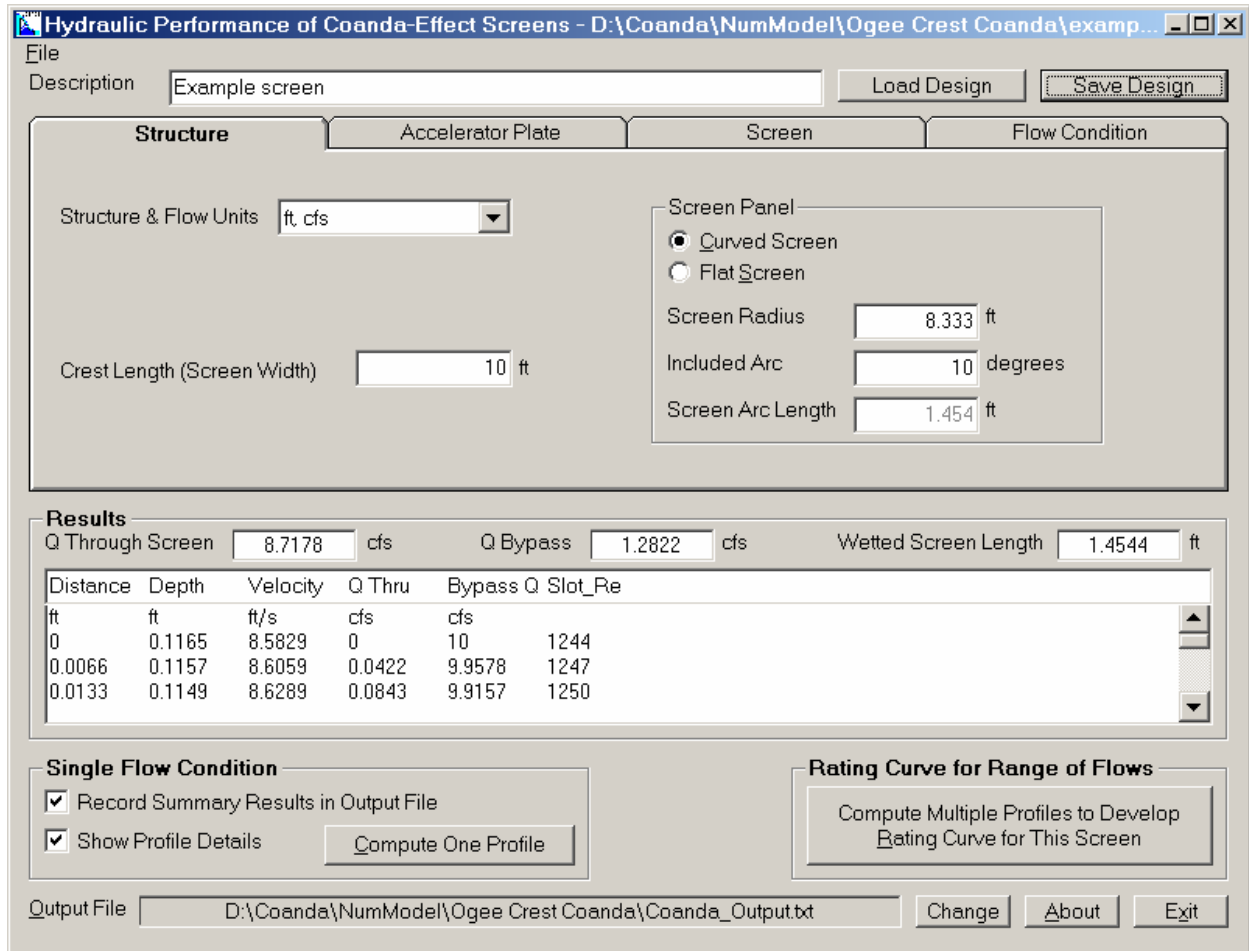 Hydraulic Performance of Coanda-Effect Screens - D:\Coanda\NumModel\Ogee Crest Coanda\examp...
File
Description Example screen Load Design Save Design
Structure Accelerator Plate Screen Flow Condition
Structure & Flow Units ft, cfs
Crest Length (Screen Width) 10 ft
Screen Panel
Curved Screen
Flat Screen
Screen Radius 8.333 ft
Included Arc 10 degrees
Screen Arc Length 1.454 ft
Results
Q Through Screen 8.7178 cfs Q Bypass 1.2822 cfs Wetted Screen Length 1.4544 ft
Distance Depth Velocity Q Thru Bypass Q Slot_Re
ft ft ft/s cfs cfs
0 0.1165 8.5829 0 10 1244
0.0066 0.1157 8.6059 0.0422 9.9578 1247
0.0133 0.1149 8.6289 0.0843 9.9157 1250
Single Flow Condition
Record Summary Results in Output File
Show Profile Details Compute One Profile
Rating Curve for Range of Flows
Compute Multiple Profiles to Develop
Rating Curve for This Screen
Output File D:\Coanda\NumModel\Ogee Crest Coanda\Coanda_Output.txt Change About Exit